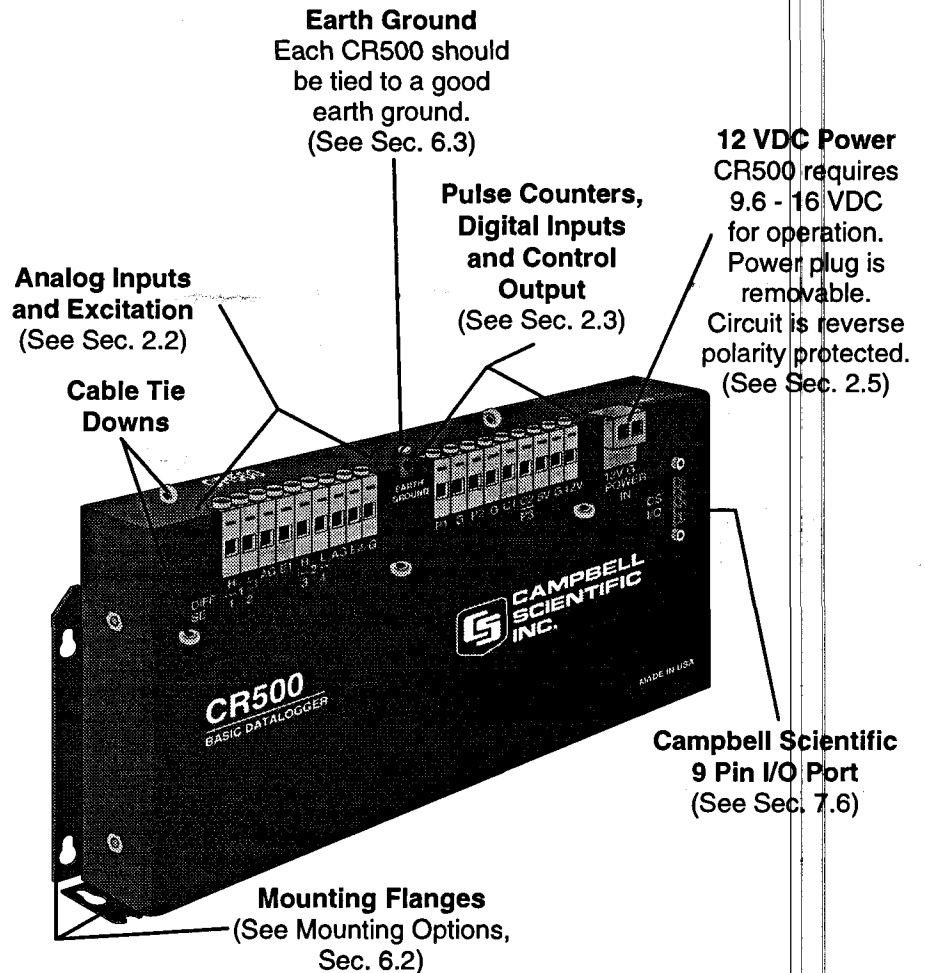 Earth Ground
Each CR500 should
be tied to a good
earth ground.
(See Sec. 6.3)
12 VDC Power
CR500 requires
9.6 - 16 VDC
for operation.
Power plug is
removable.
Circuit is reverse
polarity protected.
(See Sec. 2.5)
Pulse Counters,
Digital Inputs
and Control
Output
(See Sec. 2.3)
Analog Inputs
and Excitation
(See Sec. 2.2)
Cable Tie
Downs
EARTH
GROUND
POWER
IN
CS
I/O
CAMPBELL
SCIENTIFIC
INC.
CR500
BASIC DATALOGGER
MADE IN USA
Campbell Scientific
9 Pin I/O Port
(See Sec. 7.6)
Mounting Flanges
(See Mounting Options,
Sec. 6.2)